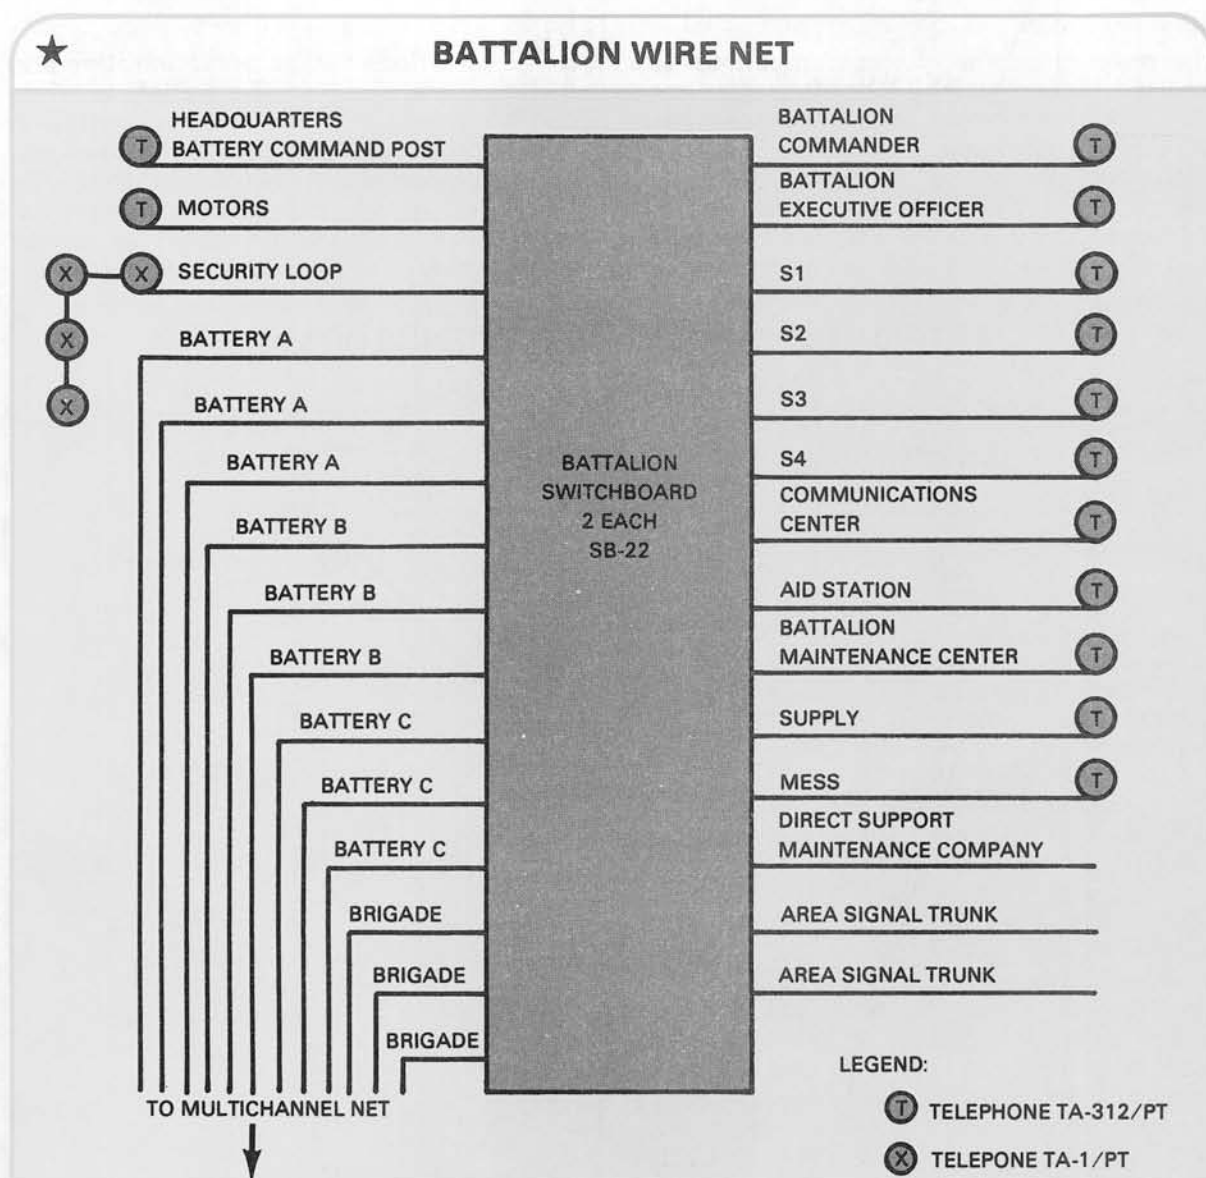 BATTALION WIRE NET
HEADQUARTERS
BATTERY COMMAND POST
T
MOTORS
T
SECURITY LOOP
X
X
X
X
BATTERY A
BATTERY A
BATTERY A
BATTERY B
BATTERY B
BATTERY B
BATTERY C
BATTERY C
BATTERY C
BRIGADE
BRIGADE
BRIGADE
TO MULTICHANNEL NET
BATTALION
SWITCHBOARD
2 EACH
SB-22
BATTALION
COMMANDER
T
BATTALION
EXECUTIVE OFFICER
T
S1
T
S2
T
S3
T
S4
T
COMMUNICATIONS
CENTER
T
AID STATION
T
BATTALION
MAINTENANCE CENTER
T
SUPPLY
T
MESS
T
DIRECT SUPPORT
MAINTENANCE COMPANY
AREA SIGNAL TRUNK
AREA SIGNAL TRUNK
LEGEND:
T TELEPHONE TA-312/PT
X TELEPONE TA-1/PT